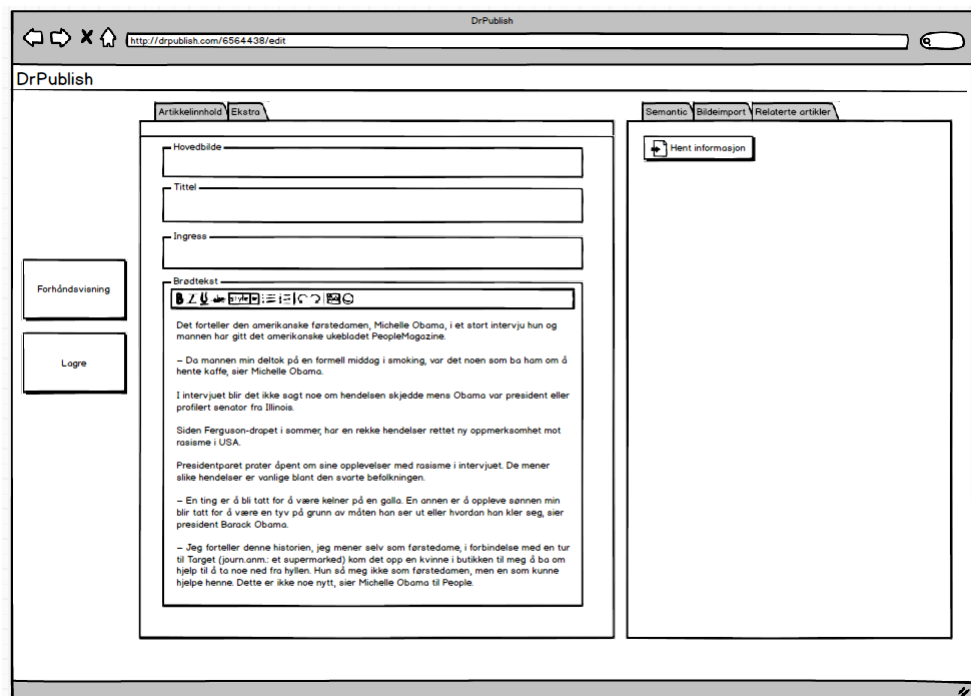 DrPublish
http://drpublish.com/6564438/edit
DrPublish
Artikkelinnhold Ekstra
Semantic Bildeimport Relaterte artikler
Hent informasjon
Hovedbilde
Tittel
Ingress
Forhåndsvisning
Lagre
Brødtekst
B I U abc Style
Det forteller den amerikanske førstedamen, Michelle Obama, i et stort intervju hun og
mannen har gitt det amerikanske ukebladet PeopleMagazine.
– Da mannen min deltok på en formell middag i smoking, var det noen som ba ham om å
hente kaffe, sier Michelle Obama.
I intervjuet blir det ikke sagt noe om hendelsen skjedde mens Obama var president eller
profilert senator fra Illinois.
Siden Ferguson-drapet i sommer, har en rekke hendelser rettet ny oppmerksomhet mot
rasisme i USA.
Presidentparet prater åpent om sine opplevelser med rasisme i intervjuet. De mener
slike hendelser er vanlige blant den svarte befolkningen.
– En ting er å bli tatt for å være kelner på en galla. En annen er å oppleve sønnen min
blir tatt for å være en tyv på grunn av måten han ser ut eller hvordan han kler seg, sier
president Barack Obama.
– Jeg forteller denne historien, jeg mener selv som førstedame, i forbindelse med en tur
til Target (journ.anm.: et supermarked) kom det opp en kvinne i butikken til meg å ba om
hjelp til å ta noe ned fra hyllen. Hun så meg ikke som førstedamen, men en som kunne
hjelpe henne. Dette er ikke noe nytt, sier Michelle Obama til People.